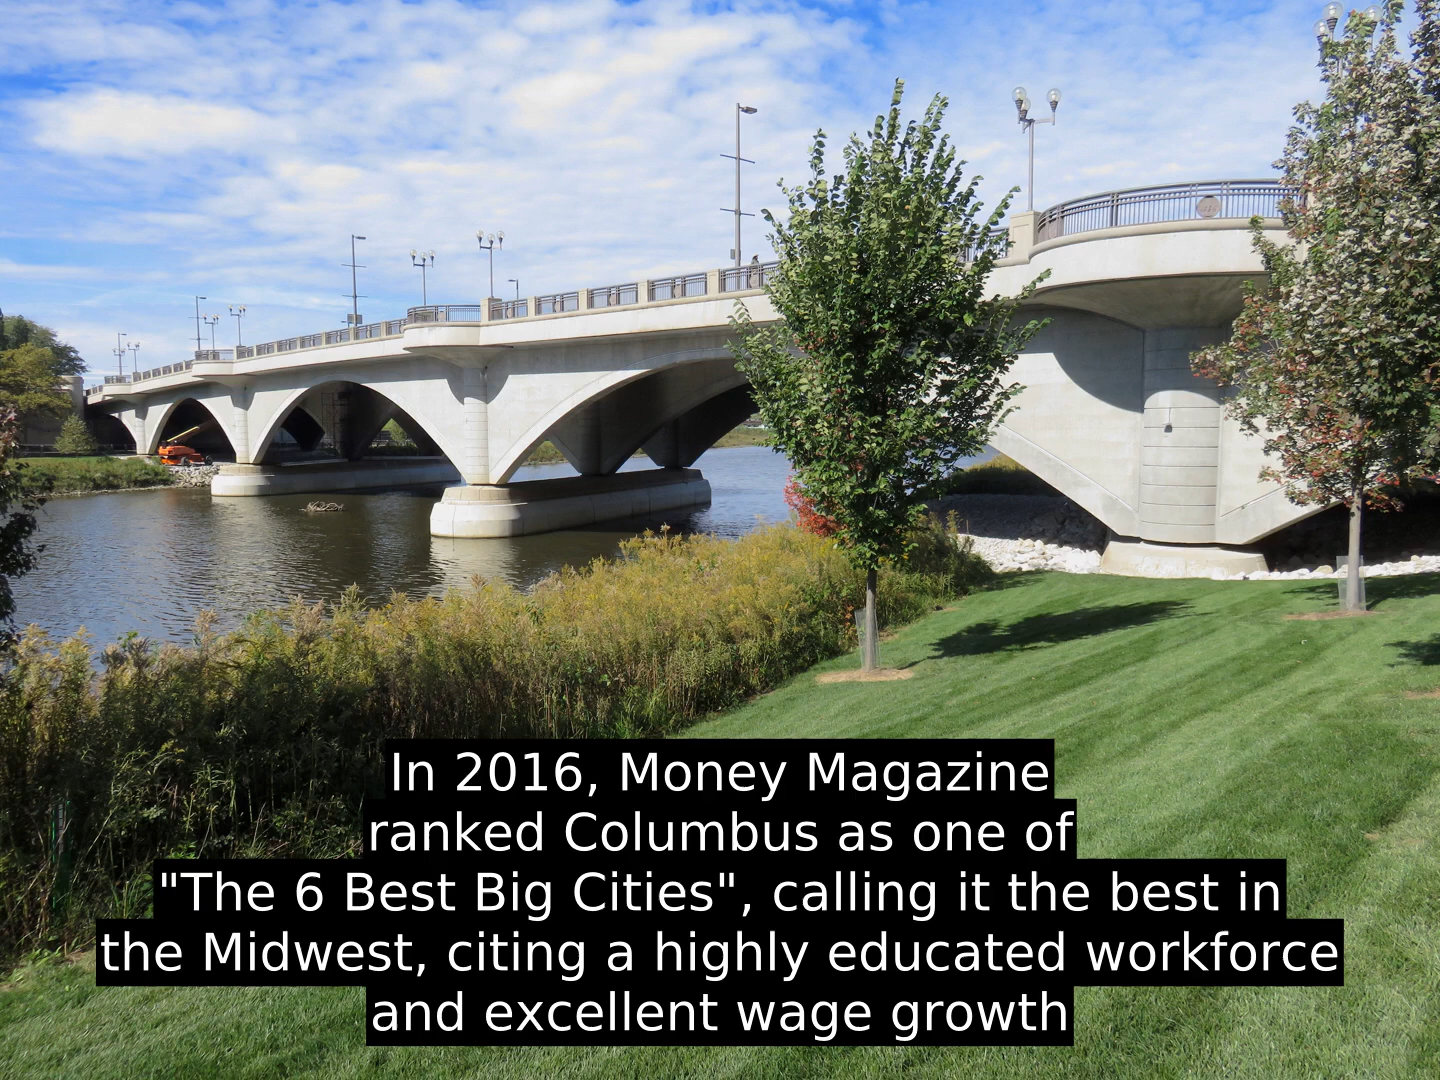 In 2016, Money Magazine
ranked Columbus as one of
"The 6 Best Big Cities", calling it the best in
the Midwest, citing a highly educated workforce
and excellent wage growth